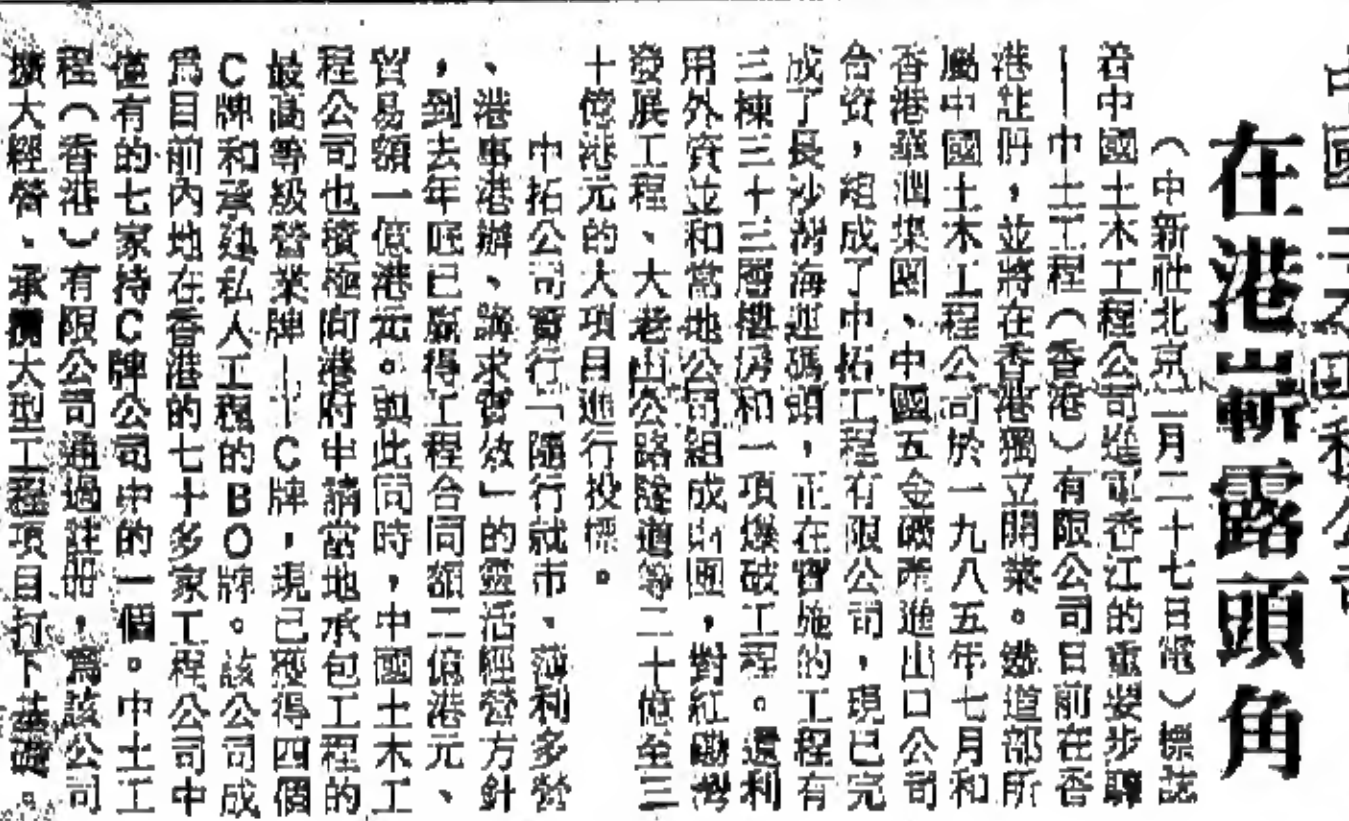 中國土木工程公司
在港嶄露頭角
（中新社北京二月二十七日電）標誌
着中國土木工程公司進軍香江的重要步驟
——中土工程（香港）有限公司日前在香
港註冊，並將在香港獨立開業。鐵道部所
屬中國土木工程公司於一九八五年七月和
香港華潤集團、中國五金礦產進出口公司
合資，組成了中拓工程有限公司，現已完
成了長沙灣海運碼頭，正在實施的工程有
三棟三十三層樓房和一項爆破工程。還利
用外資並和當地公司組成財團，對紅磡灣
發展工程、大老山公路隧道等二十億至三
十億港元的大項目進行投標。
中拓公司實行「隨行就市、薄利多營
、港事港辦、講求實效」的靈活經營方針
，到去年底已贏得工程合同額二億港元、
貿易額一億港元。與此同時，中國土木工
程公司也積極向港府申請當地承包工程的
最高等級營業牌——C牌，現已獲得四個
C牌和承建私人工程的BO牌。該公司成
爲目前內地在香港的七十多家工程公司中
僅有的七家持C牌公司中的一個。中土工
程（香港）有限公司通過註冊，爲該公司
擴大經營、承攬大型工程項目打下基礎。